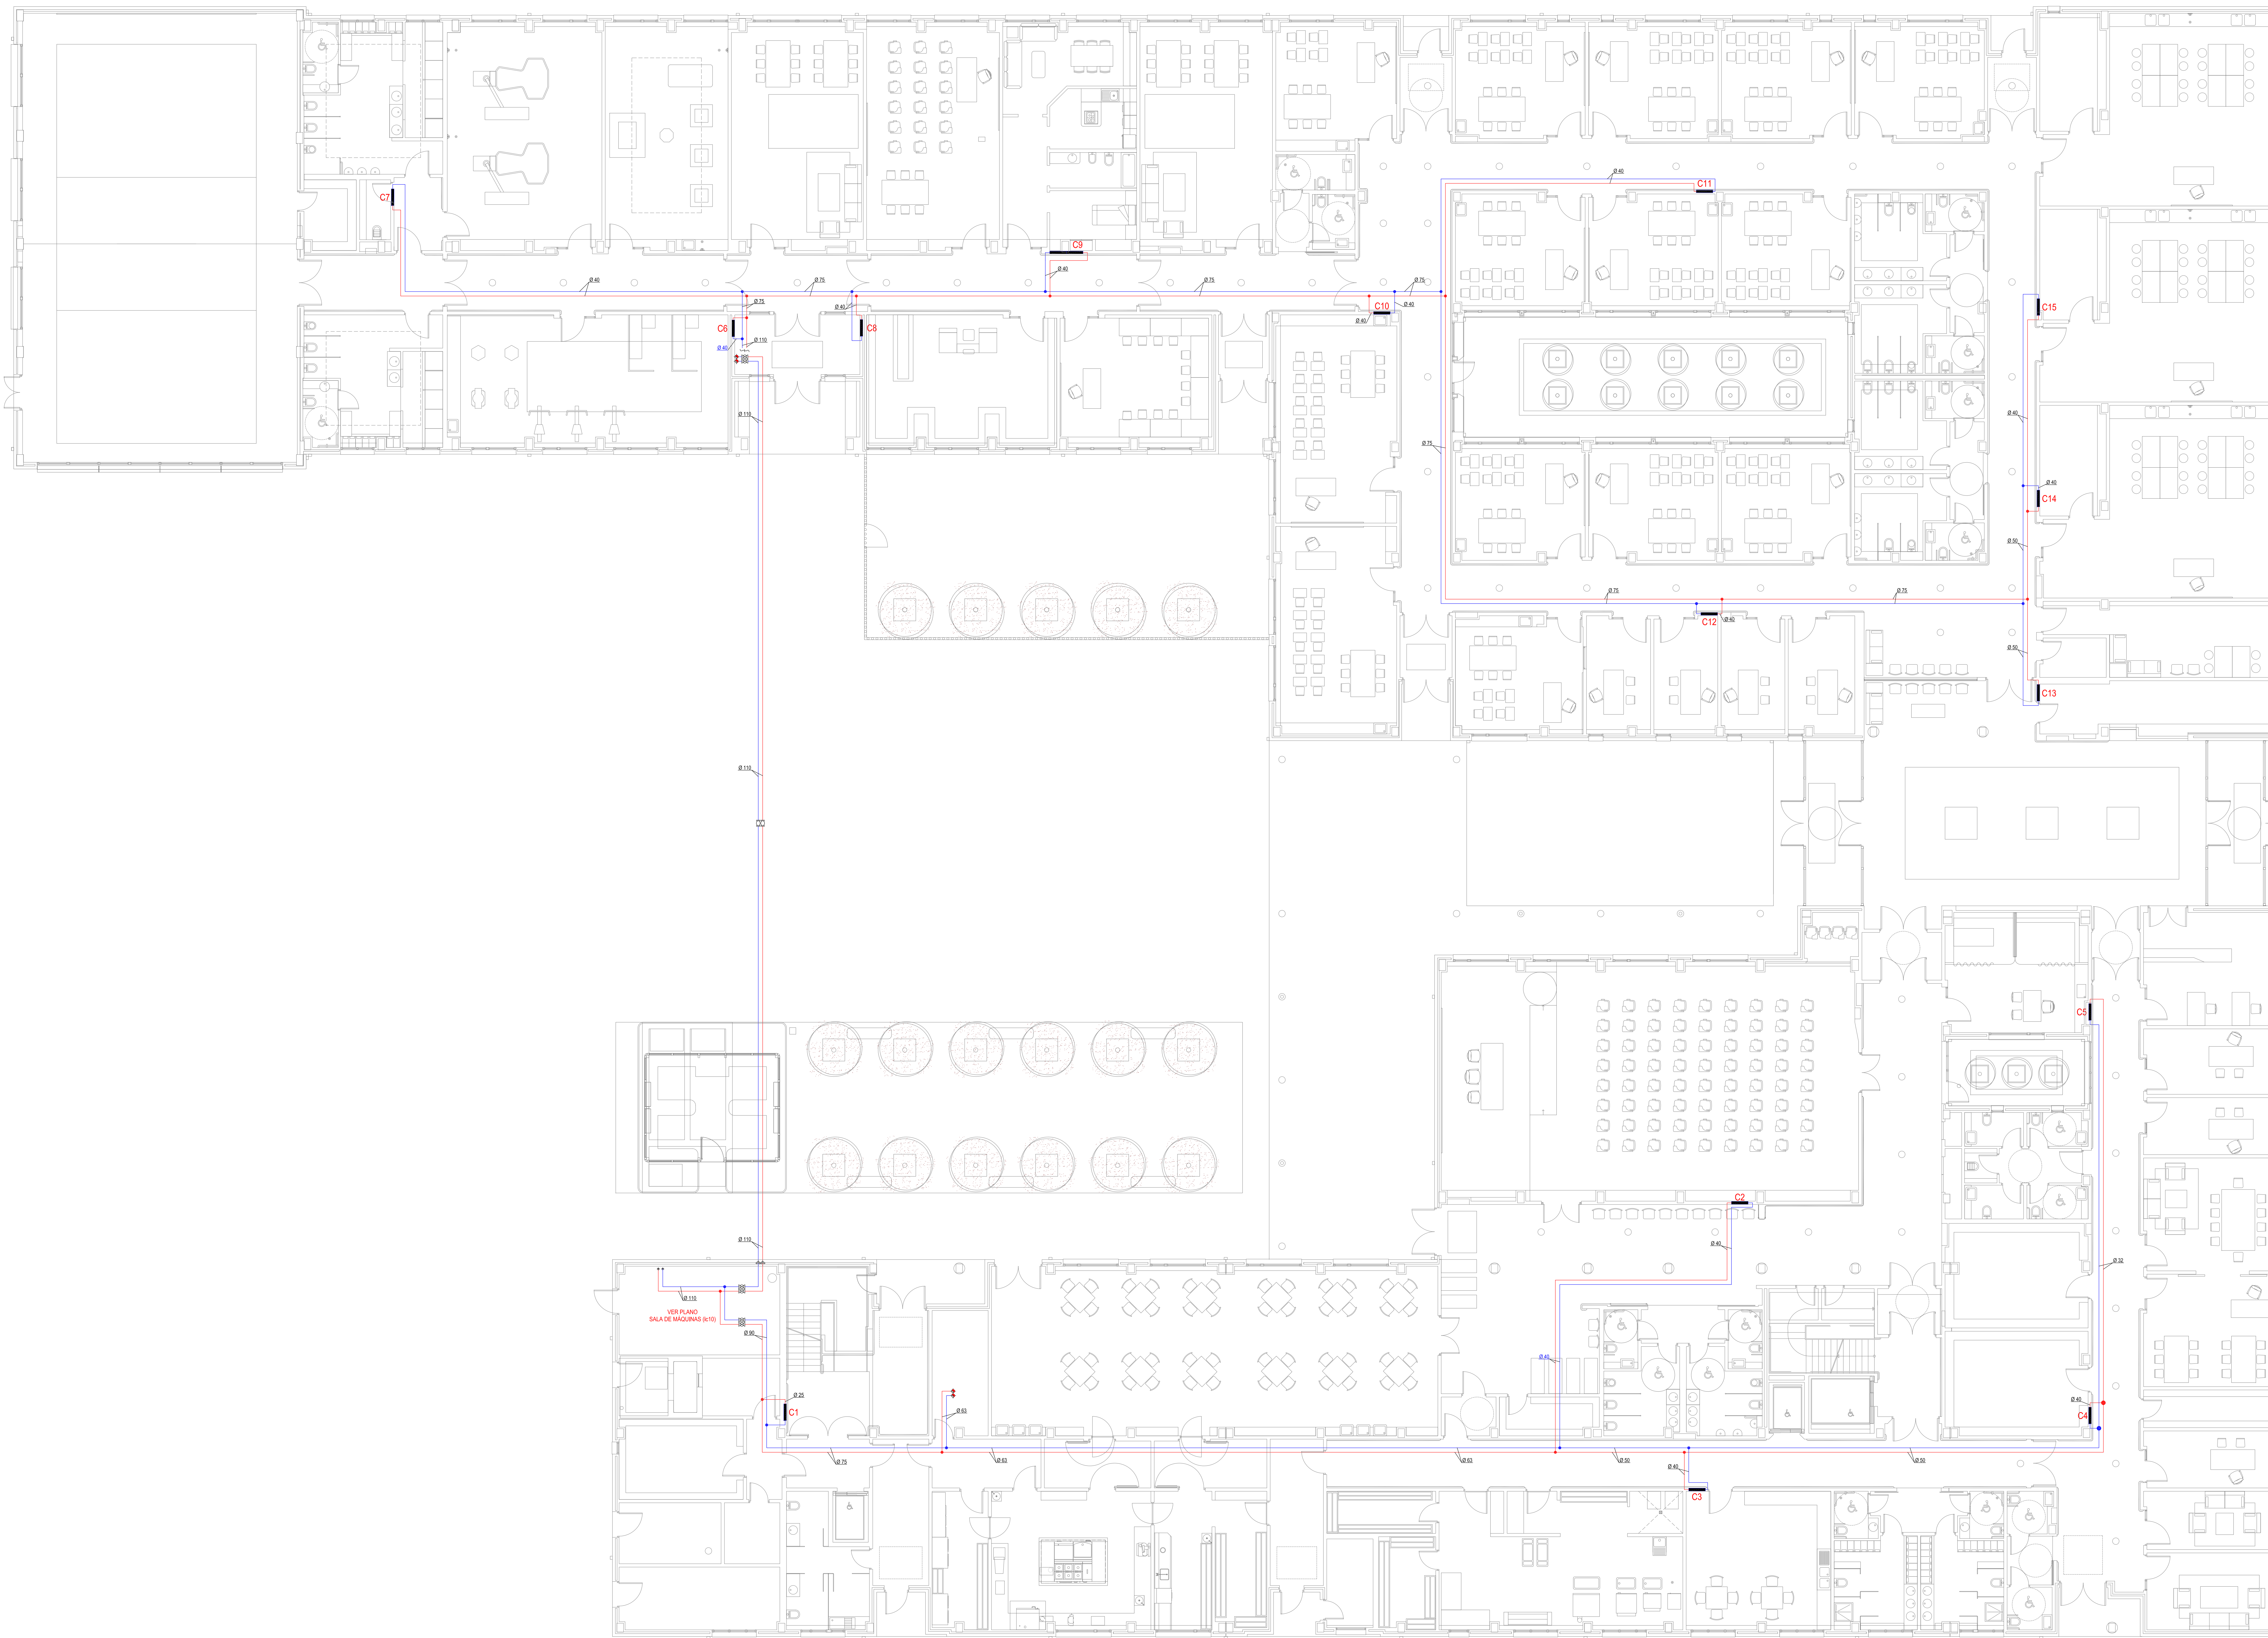 Ø 40
C11
C7
C9
Ø 40
Ø 40
Ø 75
Ø 75
Ø 75
Ø 75
Ø 40
Ø 40
C10
Ø 40
C15
C6
C8
Ø 110
Ø 40
Ø 110
Ø 40
Ø 75
Ø 40
C14
Ø 50
Ø 75
Ø 75
C12
Ø 40
Ø 50
C13
Ø 110
C5
C2
Ø 110
Ø 40
Ø 32
Ø 110
VER PLANO
SALA DE MÁQUINAS (ic10)
Ø 90
Ø 40
Ø 25
C1
Ø 63
Ø 40
C4
Ø 75
Ø 63
Ø 63
Ø 50
Ø 50
Ø 40
C3